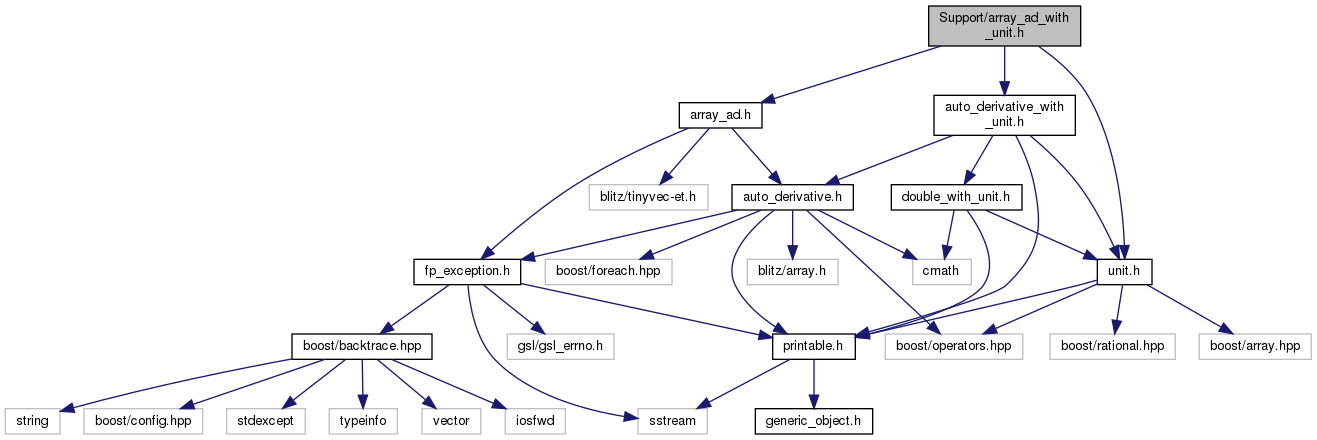 Support/array_ad_with
_unit.h
array_ad.h
auto_derivative_with
_unit.h
blitz/tinyvec-et.h
auto_derivative.h
double_with_unit.h
fp_exception.h
boost/foreach.hpp
blitz/array.h
cmath
unit.h
boost/backtrace.hpp
gsl/gsl_errno.h
printable.h
boost/operators.hpp
boost/rational.hpp
boost/array.hpp
string
boost/config.hpp
stdexcept
typeinfo
vector
iosfwd
sstream
generic_object.h